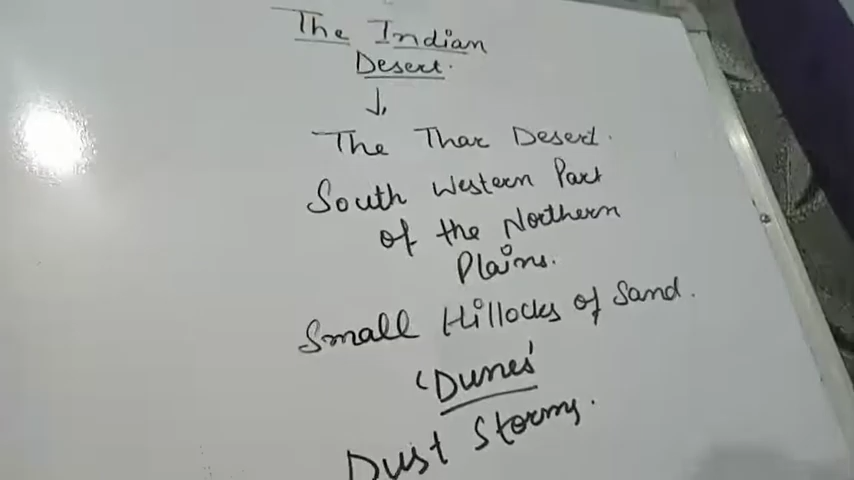 The Indian
Desert.
↓
The Thar Desert.
South Western Part
of the Northern
Plains.
Small Hillocks of Sand.
'Dunes'
Dust Storms.